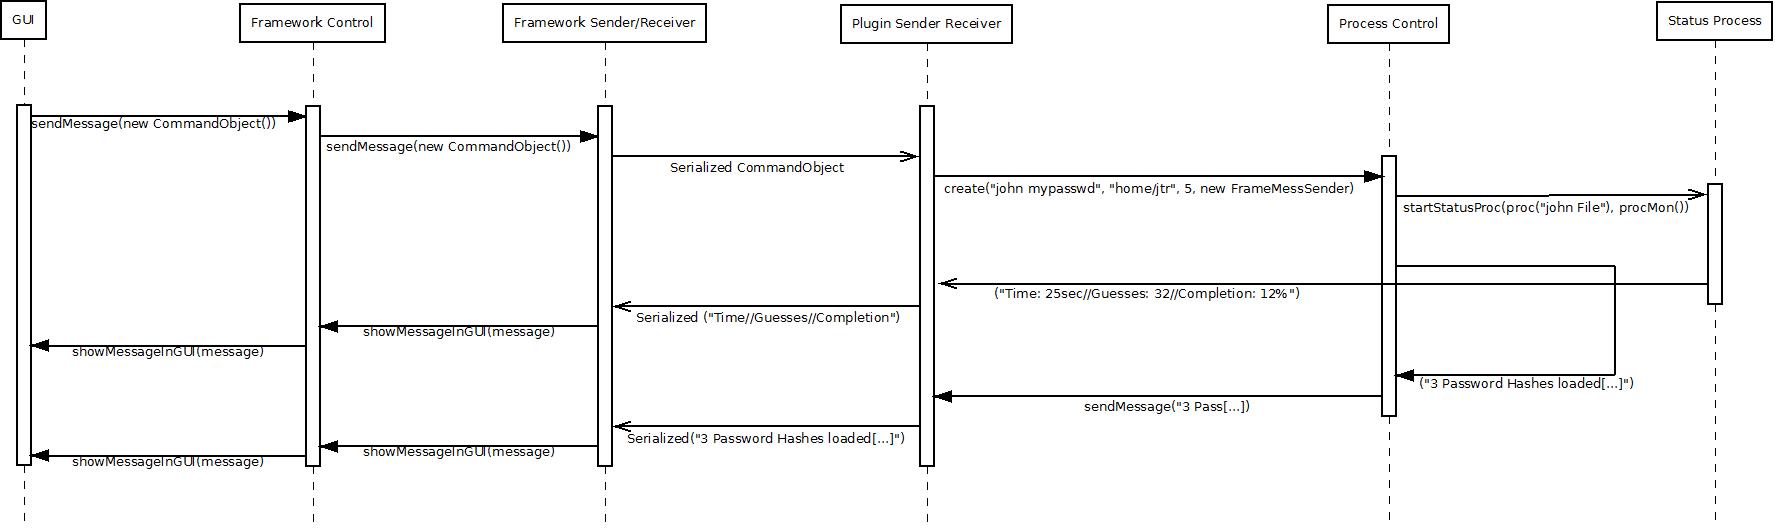 GUI
Framework Control
Framework Sender/Receiver
Plugin Sender Receiver
Process Control
Status Process
sendMessage(new CommandObject())
sendMessage(new CommandObject())
Serialized CommandObject
create("john mypasswd", "home/jtr", 5, new FrameMessSender)
startStatusProc(proc("john File"), procMon())
("Time: 25sec//Guesses: 32//Completion: 12%")
Serialized ("Time//Guesses//Completion")
showMessageInGUI(message)
showMessageInGUI(message)
("3 Password Hashes loaded[...]")
sendMessage("3 Pass[...])
Serialized("3 Password Hashes loaded[...]")
showMessageInGUI(message)
showMessageInGUI(message)